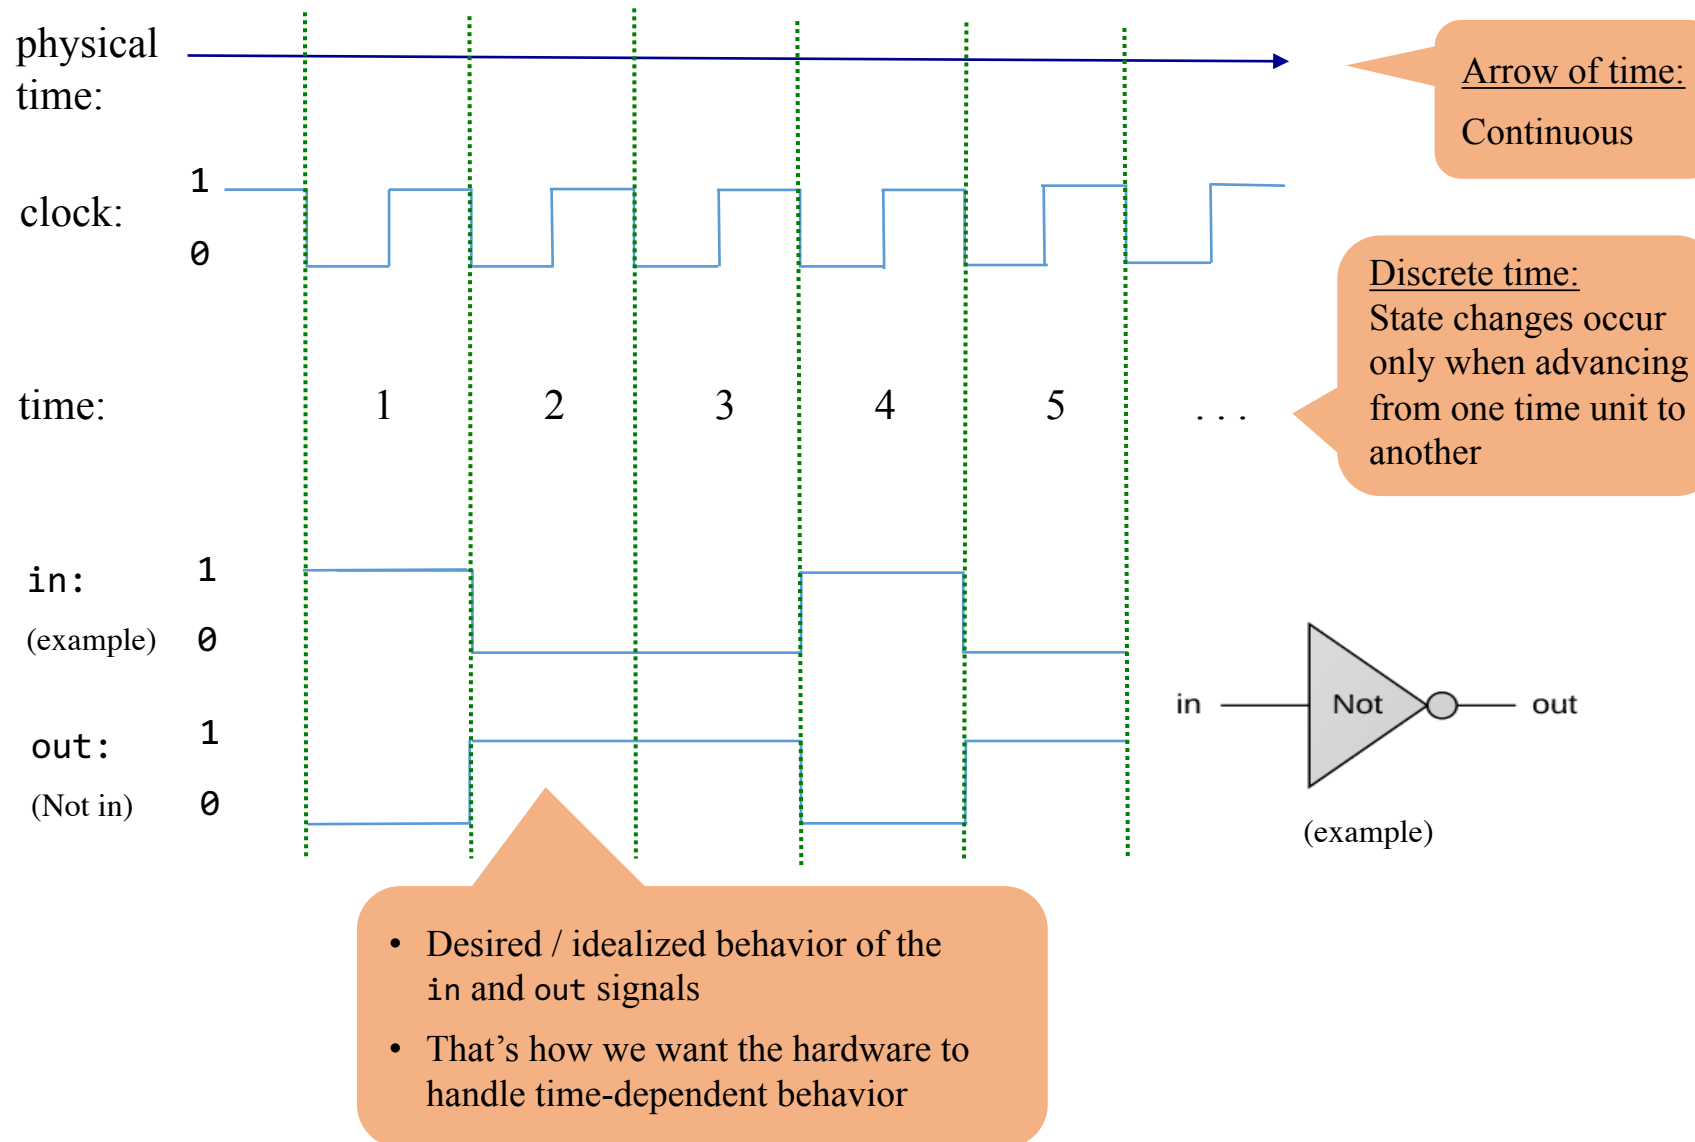 physical
time:
Arrow of time:
Continuous
1
clock:
0
Discrete time:
State changes occur
only when advancing
from one time unit to
another
time:
1 2 3 4 5 . . .
in:
1
(example)
0
in Not out
(example)
out:
1
(Not in)
0
• Desired / idealized behavior of the
in and out signals
• That’s how we want the hardware to
handle time-dependent behavior